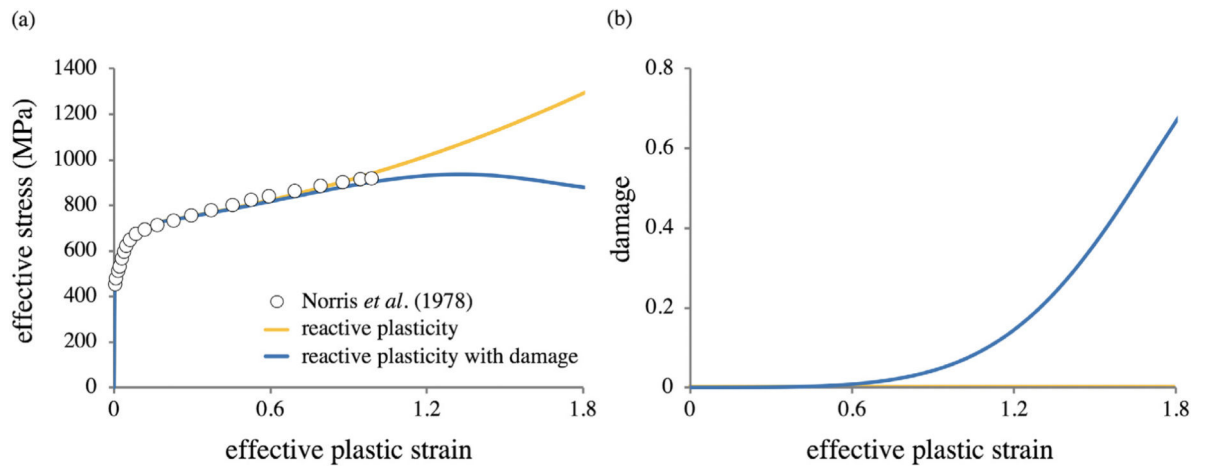 (a)
effective stress (MPa)
1400
1200
1000
800
600
400
200
0
0
0.6
1.2
1.8
effective plastic strain
Norris et al. (1978)
reactive plasticity
reactive plasticity with damage
(b)
damage
0.8
0.6
0.4
0.2
0
0
0.6
1.2
1.8
effective plastic strain